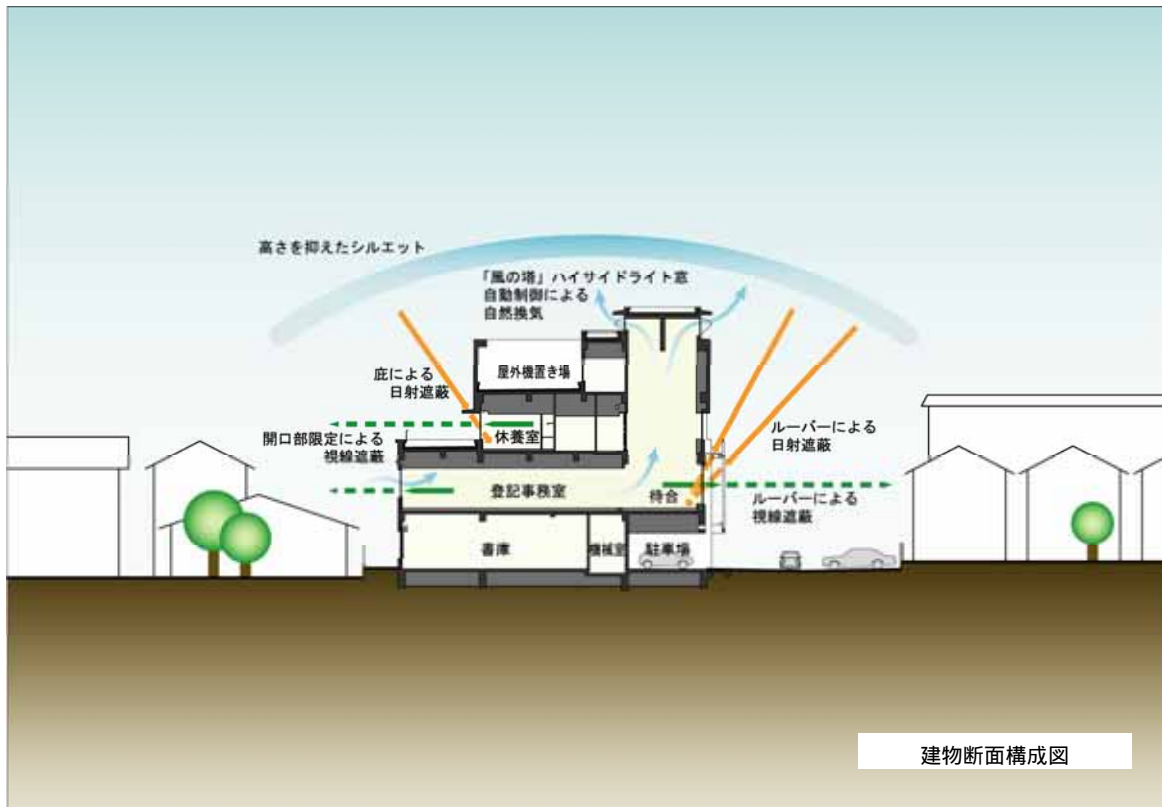 高さを抑えたシルエット
「風の塔」ハイサイドライト窓
自動制御による
自然換気
屋外機置き場
庇による
日射遮蔽
休養室
開口部限定による
視線遮蔽
ルーバーによる
日射遮蔽
登記事務室
待合
ルーバーによる
視線遮蔽
書庫
機械室
駐車場
建物断面構成図